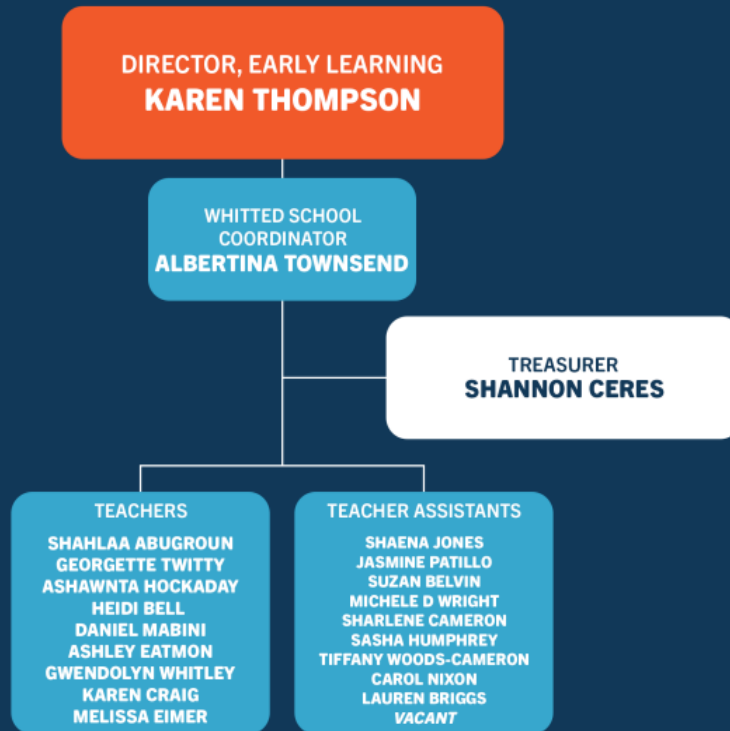 DIRECTOR, EARLY LEARNING
KAREN THOMPSON
WHITTED SCHOOL
COORDINATOR
ALBERTINA TOWNSEND
TREASURER
SHANNON CERES
TEACHERS
SHAHLAA ABUGROUN
GEORGETTE TWITTY
ASHAWNTA HOCKADAY
HEIDI BELL
DANIEL MABINI
ASHLEY EATMON
GWENDOLYN WHITLEY
KAREN CRAIG
MELISSA EIMER
TEACHER ASSISTANTS
SHAENA JONES
JASMINE PATILLO
SUZAN BELVIN
MICHELE D WRIGHT
SHARLENE CAMERON
SASHA HUMPHREY
TIFFANY WOODS-CAMERON
CAROL NIXON
LAUREN BRIGGS
VACANT